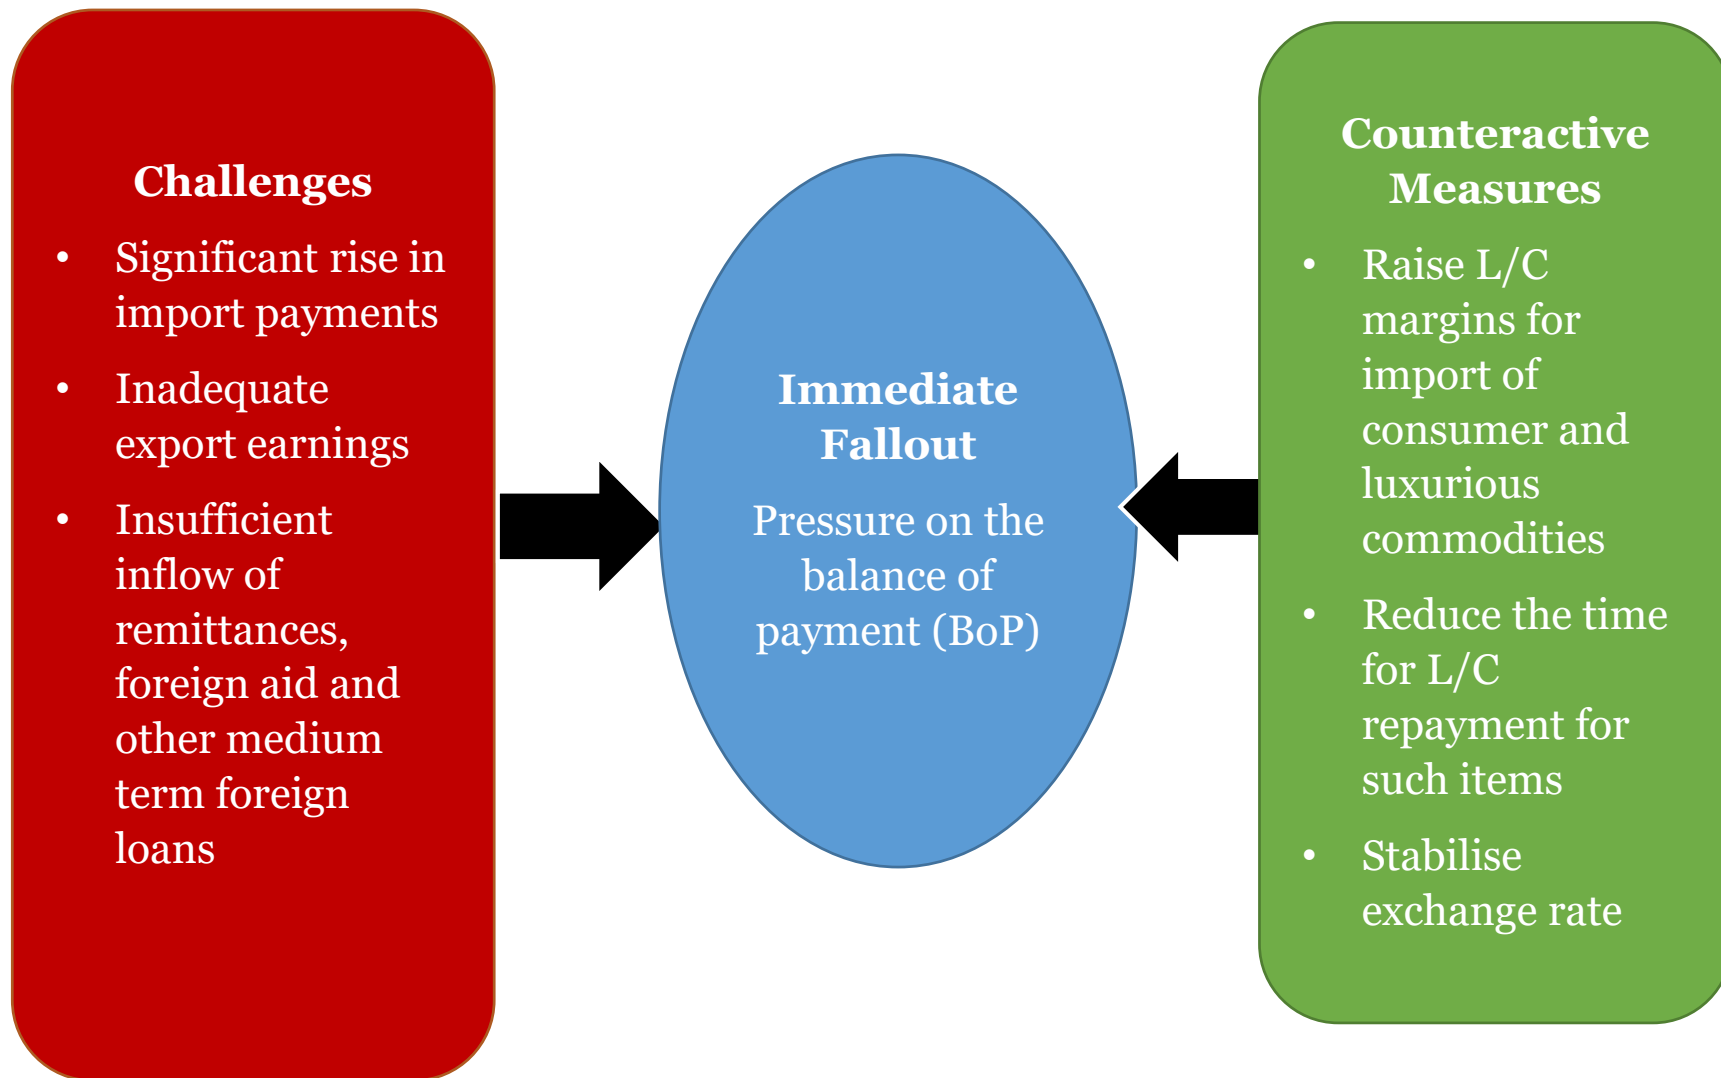 Challenges
• Significant rise in
import payments
• Inadequate
export earnings
• Insufficient
inflow of
remittances,
foreign aid and
other medium
term foreign
loans
Immediate
Fallout
Pressure on the
balance of
payment (BoP)
Counteractive
Measures
• Raise L/C
margins for
import of
consumer and
luxurious
commodities
• Reduce the time
for L/C
repayment for
such items
• Stabilise
exchange rate